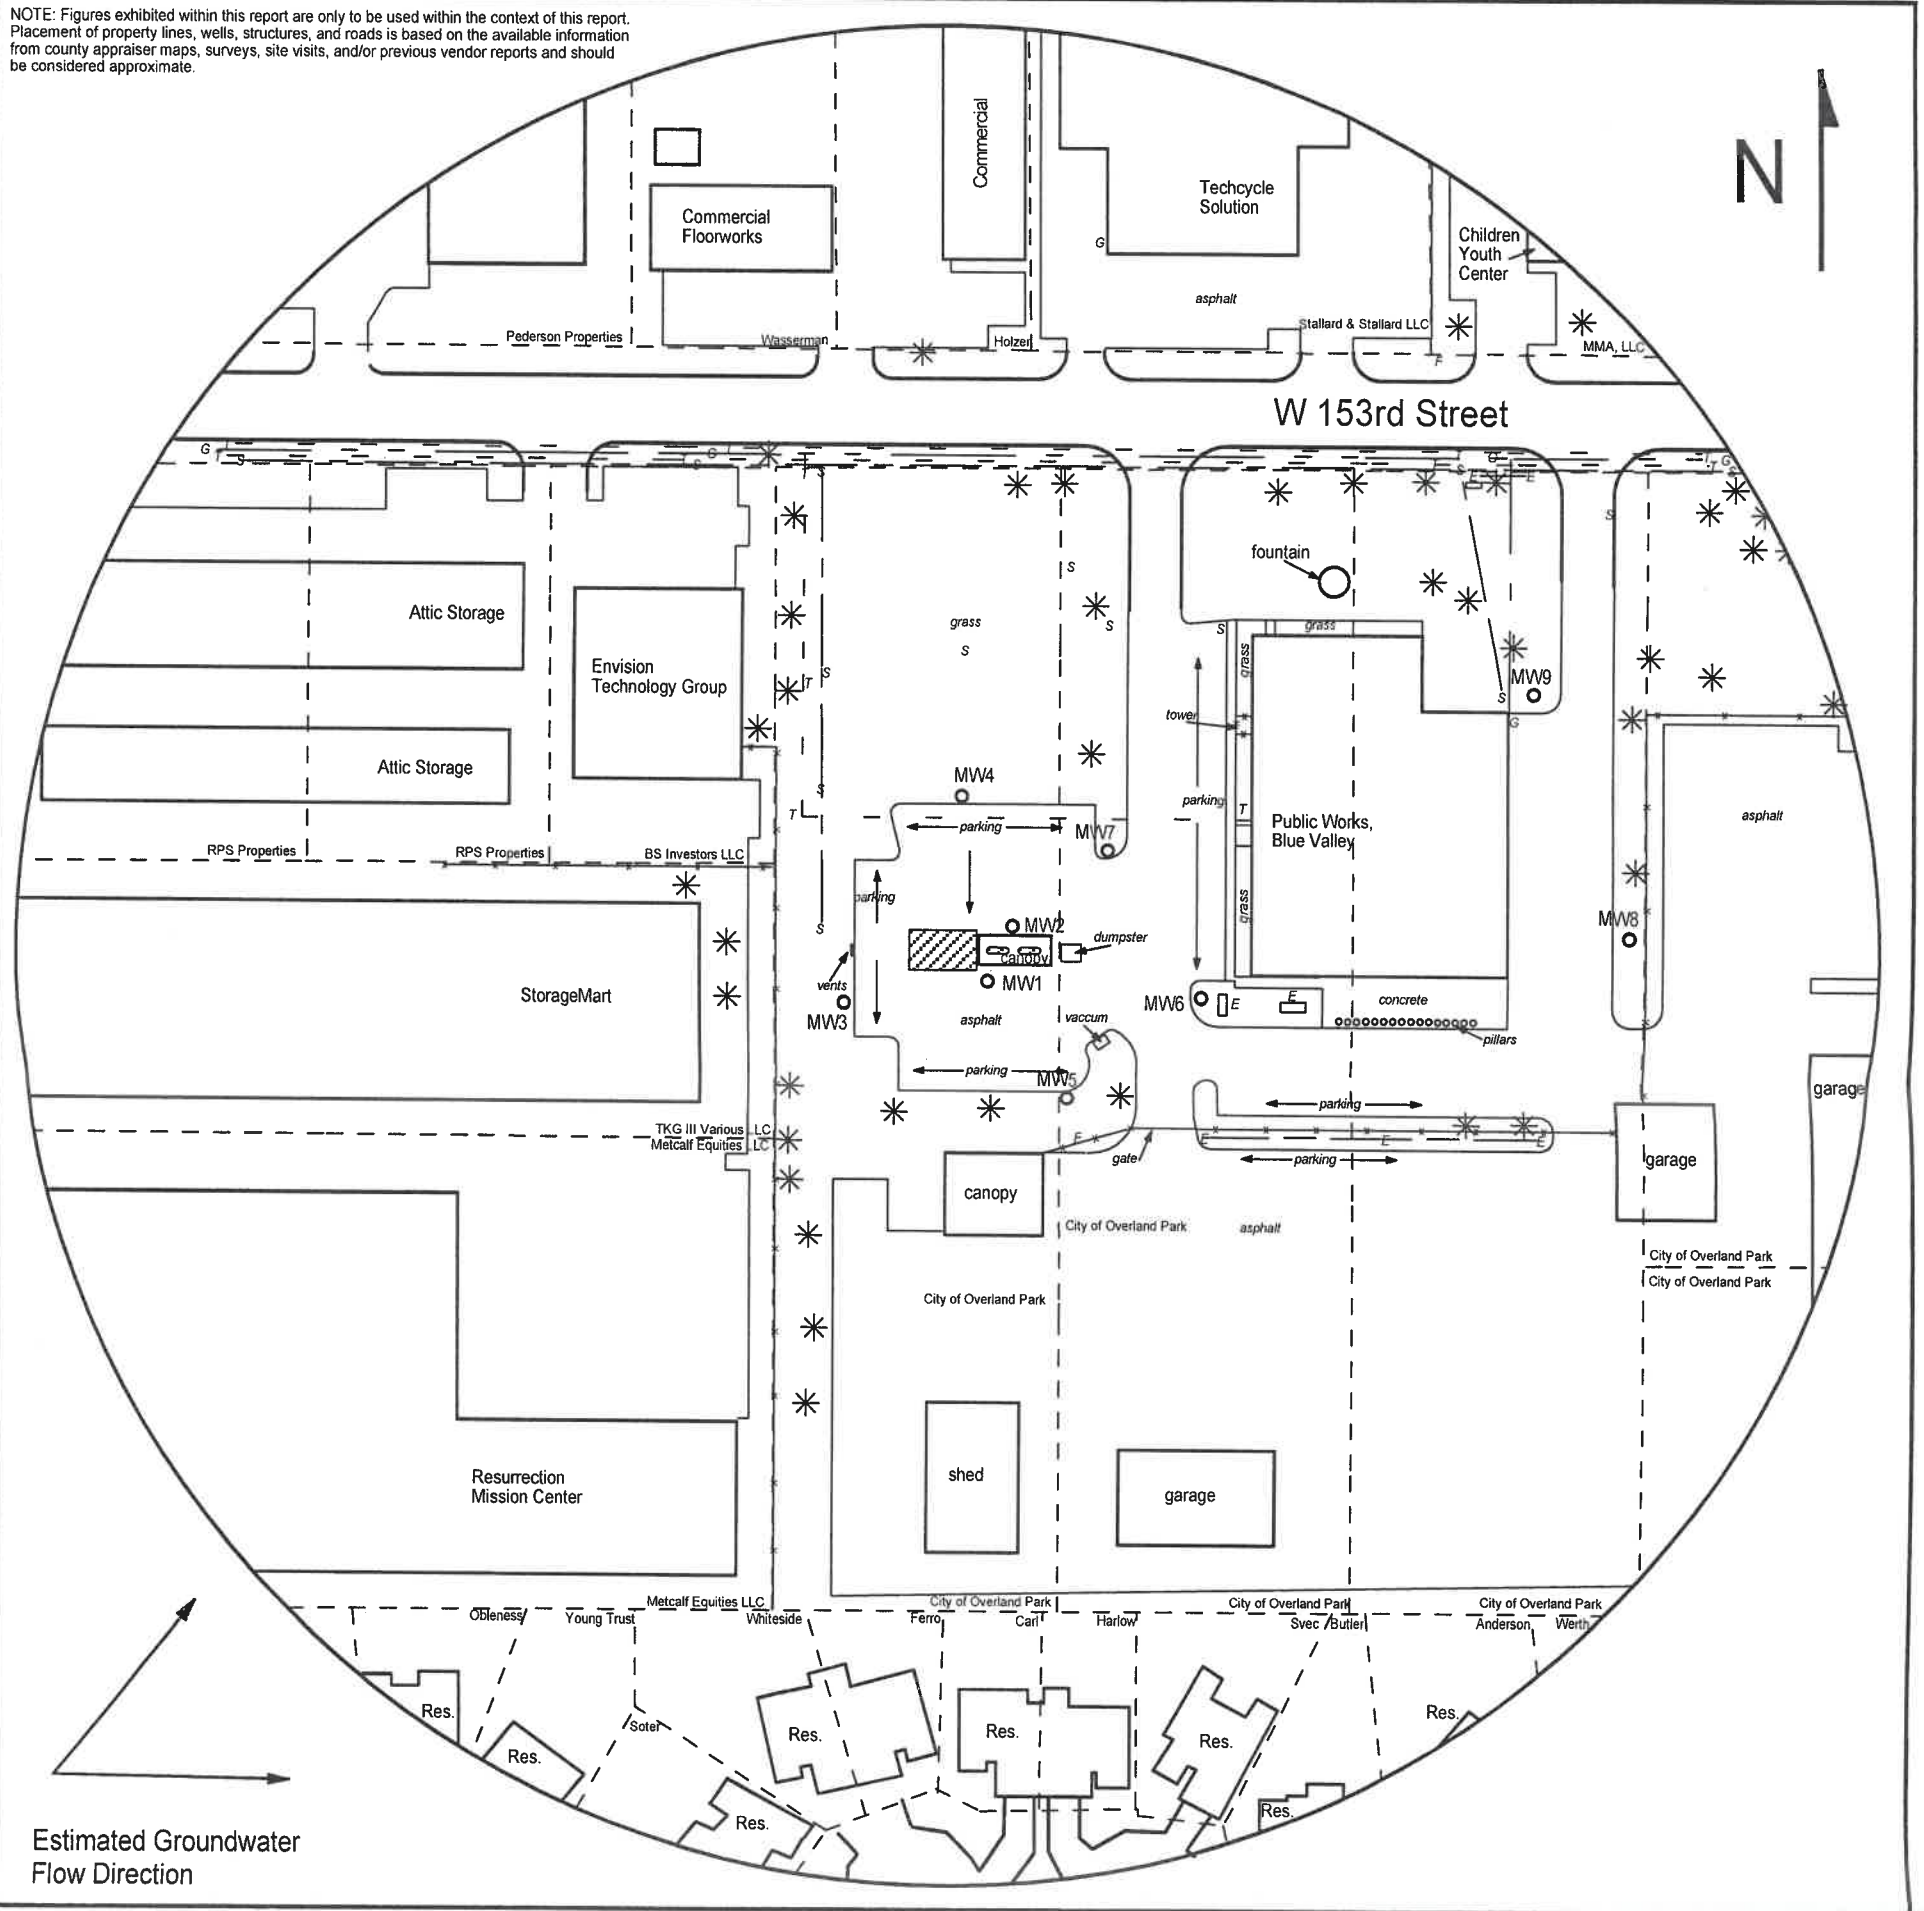 NOTE: Figures exhibited within this report are only to be used within the context of this report.
Placement of property lines, wells, structures, and roads is based on the available information
from county appraiser maps, surveys, site visits, and/or previous vendor reports and should
be considered approximate.
N
Commercial
Commercial
Floorworks
Techcycle
Solution
G
Children
Youth
Center
asphalt
Pederson Properties
Wasserman
Holzer
Stallard & Stallard LLC
MMA, LLC
F
W 153rd Street
G
S
G
S
S
G
S
E
E
T
G
S
S
S
fountain
Attic Storage
grass
S
S
S
grass
Envision
Technology Group
T
S
grass
MW9
S
G
tower
Attic Storage
MW4
S
T
parking
MW7
parking
T
Public Works,
Blue Valley
asphalt
RPS Properties
RPS Properties
BS Investors LLC
parking
grass
S
MW2
canopy
dumpster
MW8
vents
MW1
StorageMart
MW3
MW6
E
E
concrete
asphalt
vaccum
pillars
parking
MW5
garage
parking
TKG III Various LLC
Metcalf Equities LLC
E
E
E
gate
parking
garage
canopy
City of Overland Park
asphalt
City of Overland Park
City of Overland Park
City of Overland Park
Resurrection
Mission Center
shed
garage
Metcalf Equities LLC
City of Overland Park
City of Overland Park
City of Overland Park
Obleness
Young Trust
Whiteside
Ferro
Carl
Harlow
Svec
Butler
Anderson
Werth
Res.
Soter
Res.
Res.
Res.
Res.
Res.
Res.
Res.
Estimated Groundwater
Flow Direction